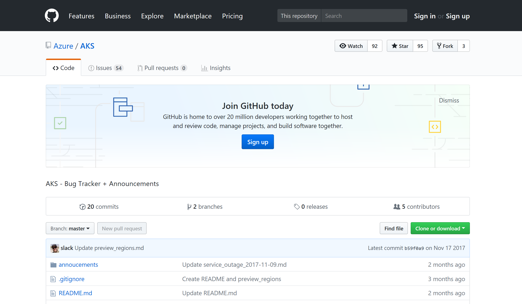 Features Business Explore Marketplace Pricing This repository Search Sign in or Sign up
Azure / AKS Watch 92 Star 95 Fork 3
Code Issues 54 Pull requests 0 Insights
Dismiss
Join GitHub today
GitHub is home to over 20 million developers working together to host
and review code, manage projects, and build software together.
Sign up
AKS - Bug Tracker + Announcements
20 commits 2 branches 0 releases 5 contributors
Branch: master New pull request Find file Clone or download
slack Update preview_regions.md Latest commit on Nov 17 2017
annoucements Update service_outage_2017-11-09.md 2 months ago
.gitignore Create README and preview_regions 3 months ago
README.md Update README.md 2 months ago